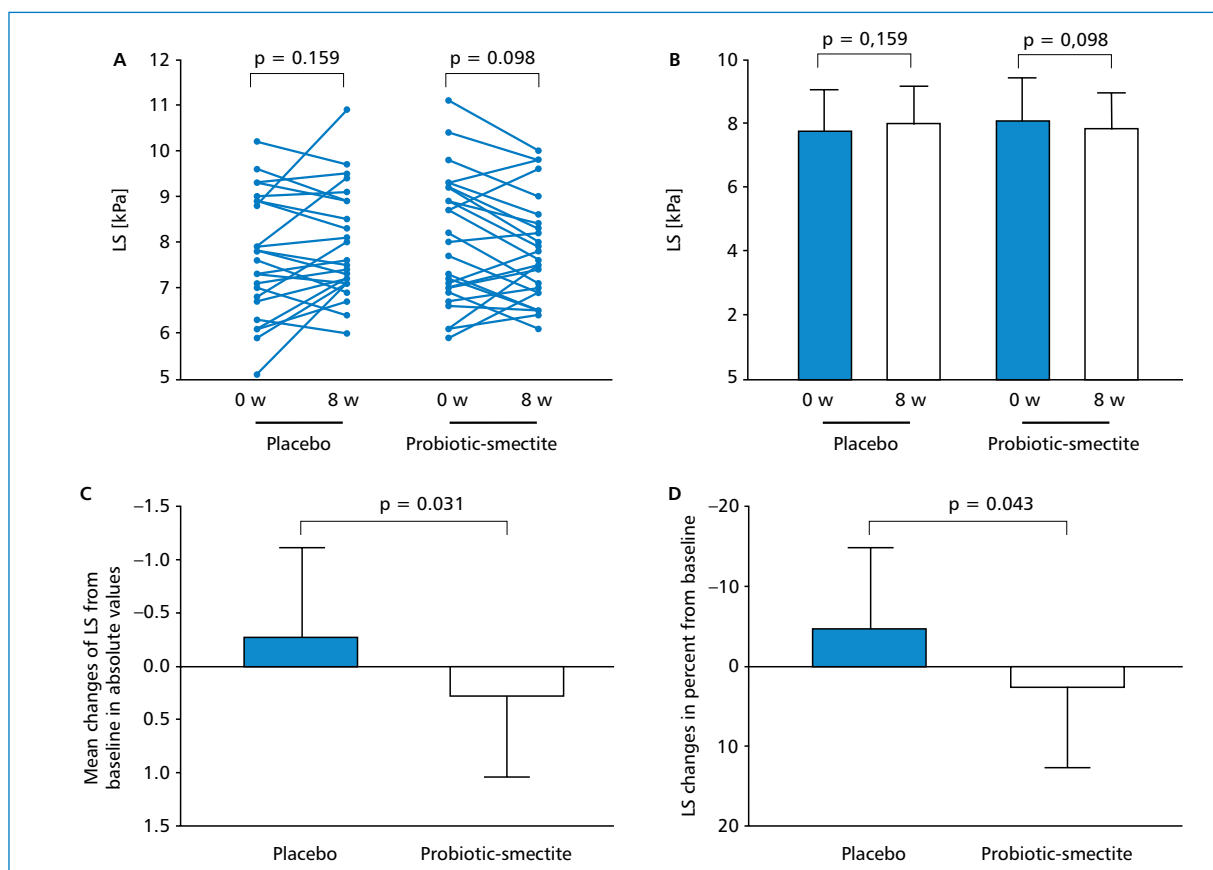 A
p = 0.159
p = 0.098
LS [kPa]
12
11
10
9
8
7
6
5
0 w
8 w
0 w
8 w
Placebo
Probiotic-smectite
B
p = 0,159
p = 0,098
LS [kPa]
10
8
6
4
2
5
0 w
8 w
0 w
8 w
Placebo
Probiotic-smectite
C
p = 0.031
Mean changes of LS from
baseline in absolute values
–1.5
–1.0
–0.5
0.0
0.5
1.0
1.5
Placebo
Probiotic-smectite
D
p = 0.043
LS changes in percent from baseline
–20
–10
0
10
20
Placebo
Probiotic-smectite